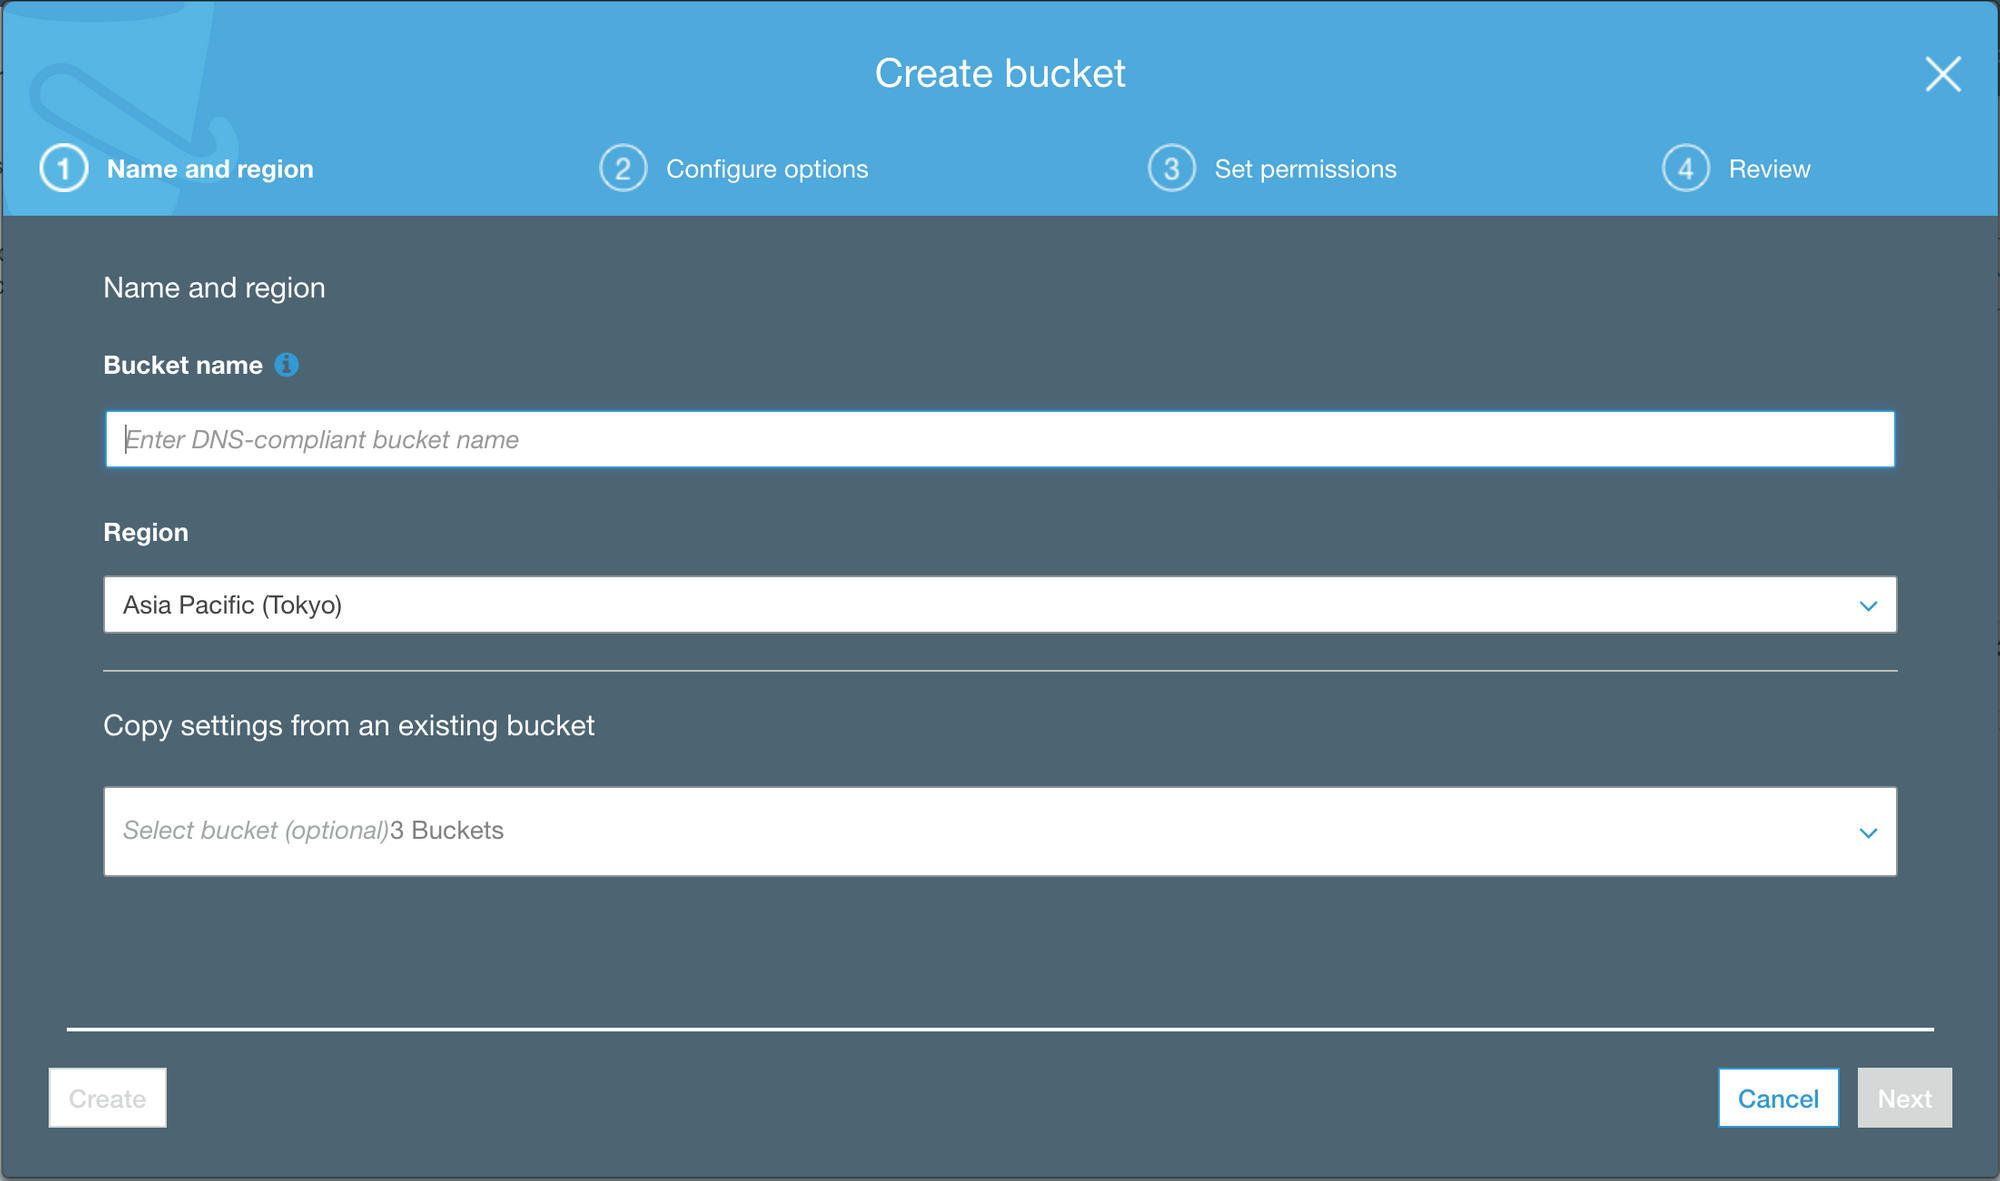 Create bucket
1 Name and region
2 Configure options
3 Set permissions
4 Review
Name and region
Bucket name
Enter DNS-compliant bucket name
Region
Asia Pacific (Tokyo)
Copy settings from an existing bucket
Select bucket (optional)3 Buckets
Create
Cancel
Next